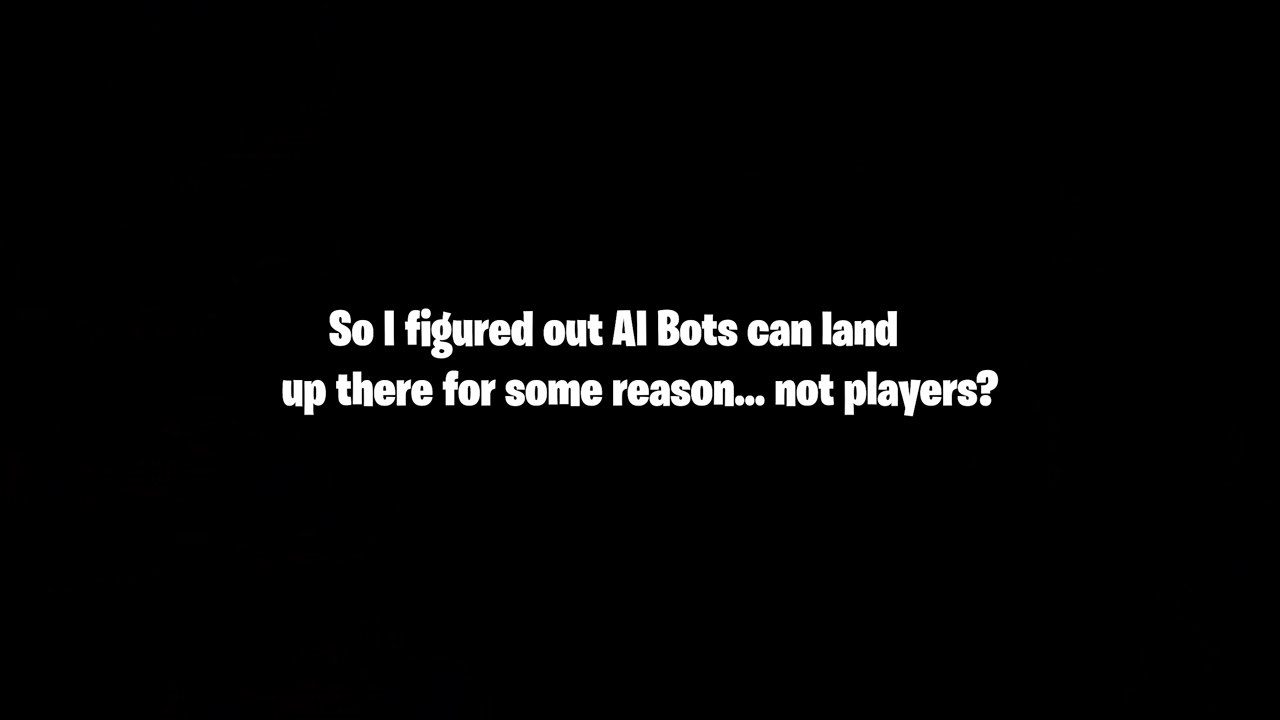 So I figured out AI Bots can land
up there for some reason... not players?